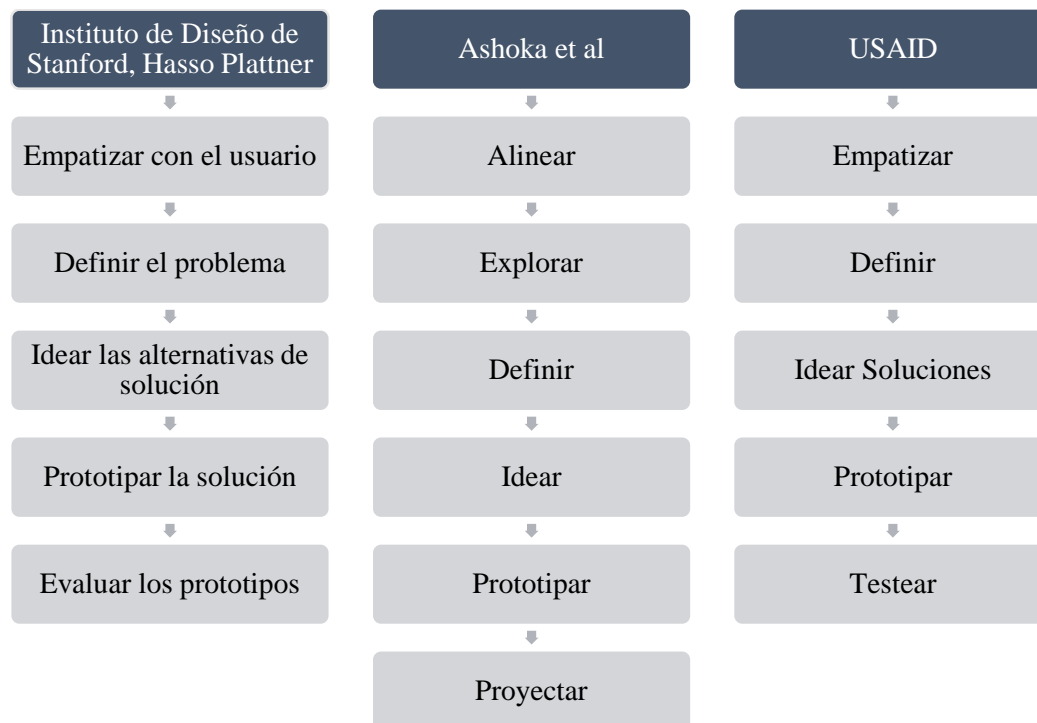 Instituto de Diseño de
Stanford, Hasso Plattner
Empatizar con el usuario
Definir el problema
Idear las alternativas de
solución
Prototipar la solución
Evaluar los prototipos
Ashoka et al
Alinear
Explorar
Definir
Idear
Prototipar
Proyectar
USAID
Empatizar
Definir
Idear Soluciones
Prototipar
Testear